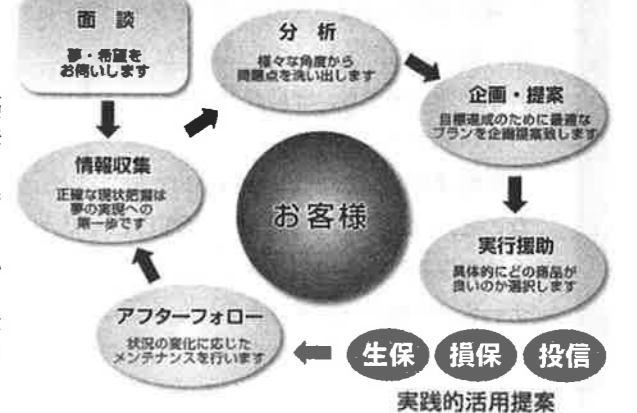 面談
夢・希望を
お伺いします
分析
様々な角度から
問題点を洗い出します
企画・提案
目標達成のために最適な
プランを企画提案致します
情報収集
正確な現状把握は
夢の実現への
第一歩です
お客様
実行援助
具体的にどの商品が
良いのか選択します
アフターフォロー
状況の変化に応じた
メンテナンスを行います
生保 損保 投信
実践的活用提案